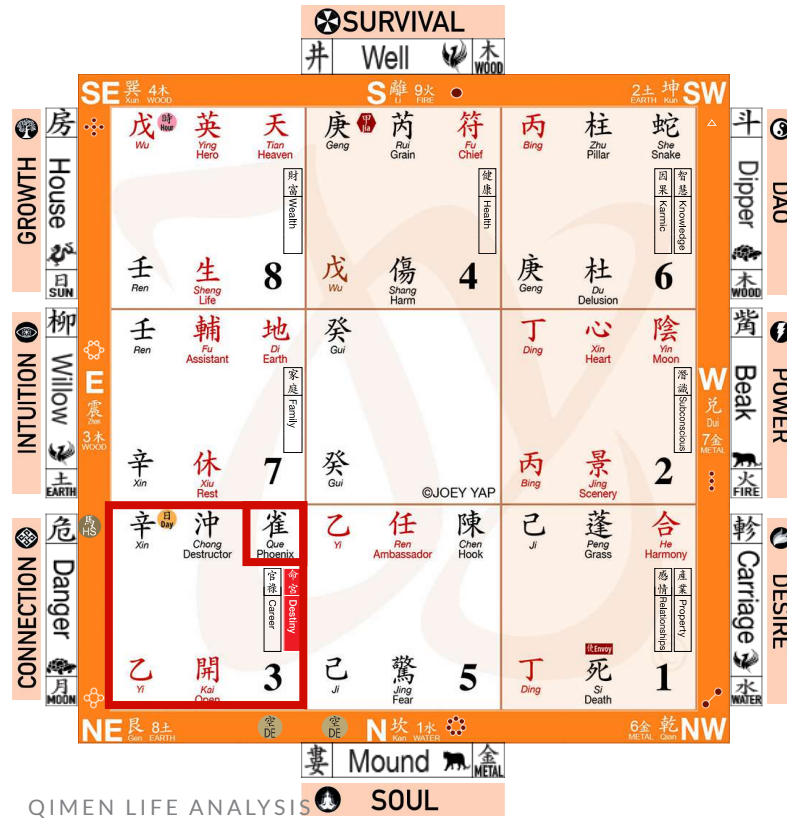 SURVIVAL
井 Well 木 WOOD
SE 巽 Xun 4木 WOOD
S 離 Li 9火 FIRE
2土 EARTH 坤 Kun SW
GROWTH
房 House 日 SUN
INTUITION
柳 Willow 土 EARTH
CONNECTION
危 Danger 月 MOON
E 震 Zhen 3木 WOOD
馬 HS
戊 時 英 天
Wu Hour Ying Tian
Hero Heaven
財富 Wealth
壬 生 8
Ren Sheng
Life
庚 甲 芮 符
Geng Jia Rui Fu
Grain Chief
健康 Health
戊 傷 4
Wu Shang
Harm
丙 柱 蛇
Bing Zhu She
Pillar Snake
因果 Karmic
智慧 Knowledge
庚 杜 6
Geng Du
Delusion
壬 輔 地
Ren Fu Di
Assistant Earth
家庭 Family
辛 休 7
Xin Xiu
Rest
癸
Gui
癸
Gui
©JOEY YAP
丁 心 陰
Ding Xin Yin
Heart Moon
潛識 Subconscious
丙 景 2
Bing Jing
Scenery
辛 日 沖 雀
Xin Day Chong Que
Destructor Phoenix
官祿 Career
命宮 Destiny
乙 開 3
Yi Kai
Open
乙 任 陳
Yi Ren Chen
Ambassador Hook
己 驚 5
Ji Jing
Fear
己 蓬 合
Ji Peng He
Grass Harmony
感情 Relationships
產業 Property
使 Envoy
丁 死 1
Ding Si
Death
W 兌 Dui 7金 METAL
斗 Dipper 木 WOOD
DAO
觜 Beak 火 FIRE
POWER
軫 Carriage 水 WATER
DESIRE
NE 艮 Gen 8土 EARTH
空 DE
空 DE
N 坎 Kan 1水 WATER
6金 METAL 乾 Qian NW
婁 Mound 金 METAL
QIMEN LIFE ANALYSIS
SOUL